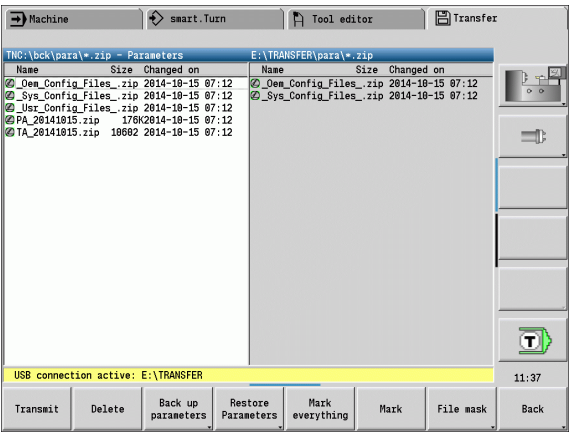 Machine
smart.Turn
Tool editor
Transfer
TNC:\bck\para\*.zip - Parameters
E:\TRANSFER\para\*.zip
Name Size Changed on
Name Size Changed on
_Oem_Config_Files_.zip 2014-10-15 07:12
_Sys_Config_Files_.zip 2014-10-15 07:12
_Usr_Config_Files_.zip 2014-10-15 07:12
PA_20141015.zip 176K2014-10-15 07:12
TA_20141015.zip 10602 2014-10-15 07:12
_Oem_Config_Files_.zip 2014-10-15 07:12
_Sys_Config_Files_.zip 2014-10-15 07:12
T
USB connection active: E:\TRANSFER
11:37
Transmit
Delete
Back up
parameters
Restore
Parameters
Mark
everything
Mark
File mask
Back